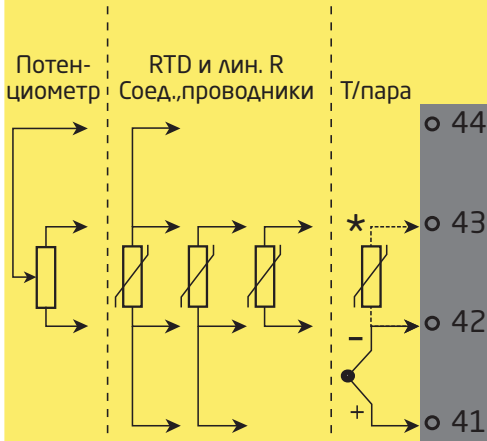 Потен-
циометр
RTD и лин. R
Соед.,проводники
Т/пара
44
*
43
42
–
+
41